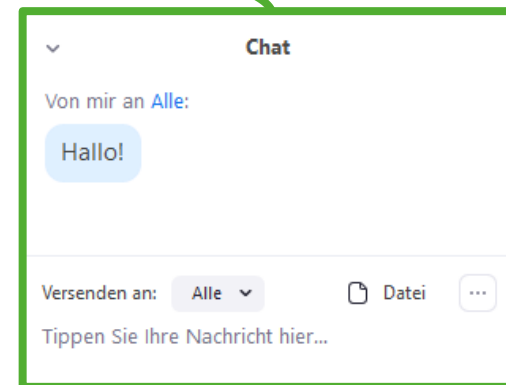 Chat
Von mir an Alle:
Hallo!
Versenden an: Alle Datei ...
Tippen Sie Ihre Nachricht hier...